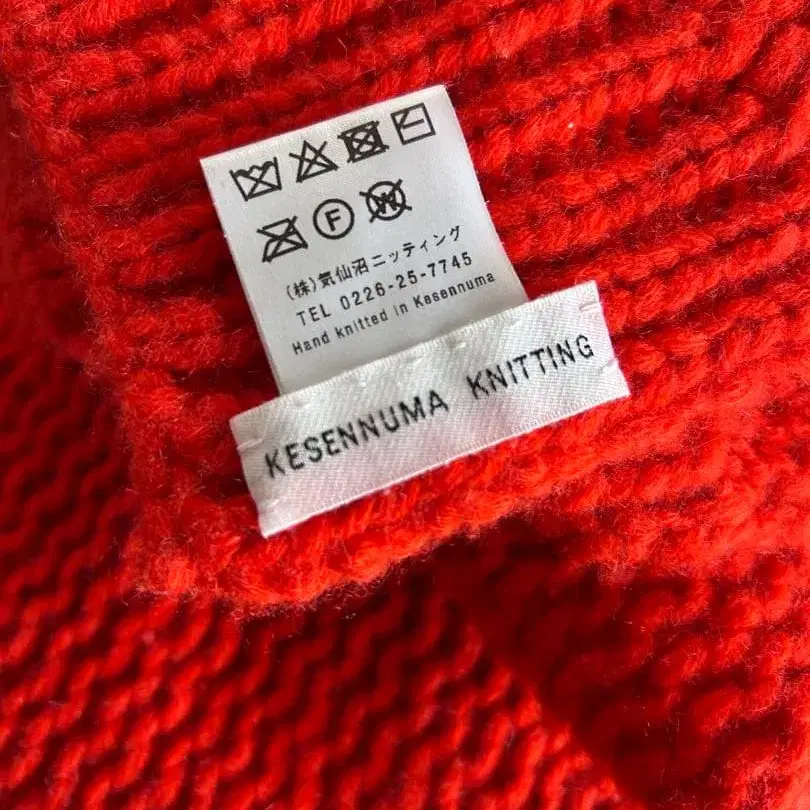 F
W
(株)気仙沼ニッティング
TEL 0226-25-7745
Hand knitted in Kesennuma
KESENNUMA KNITTING